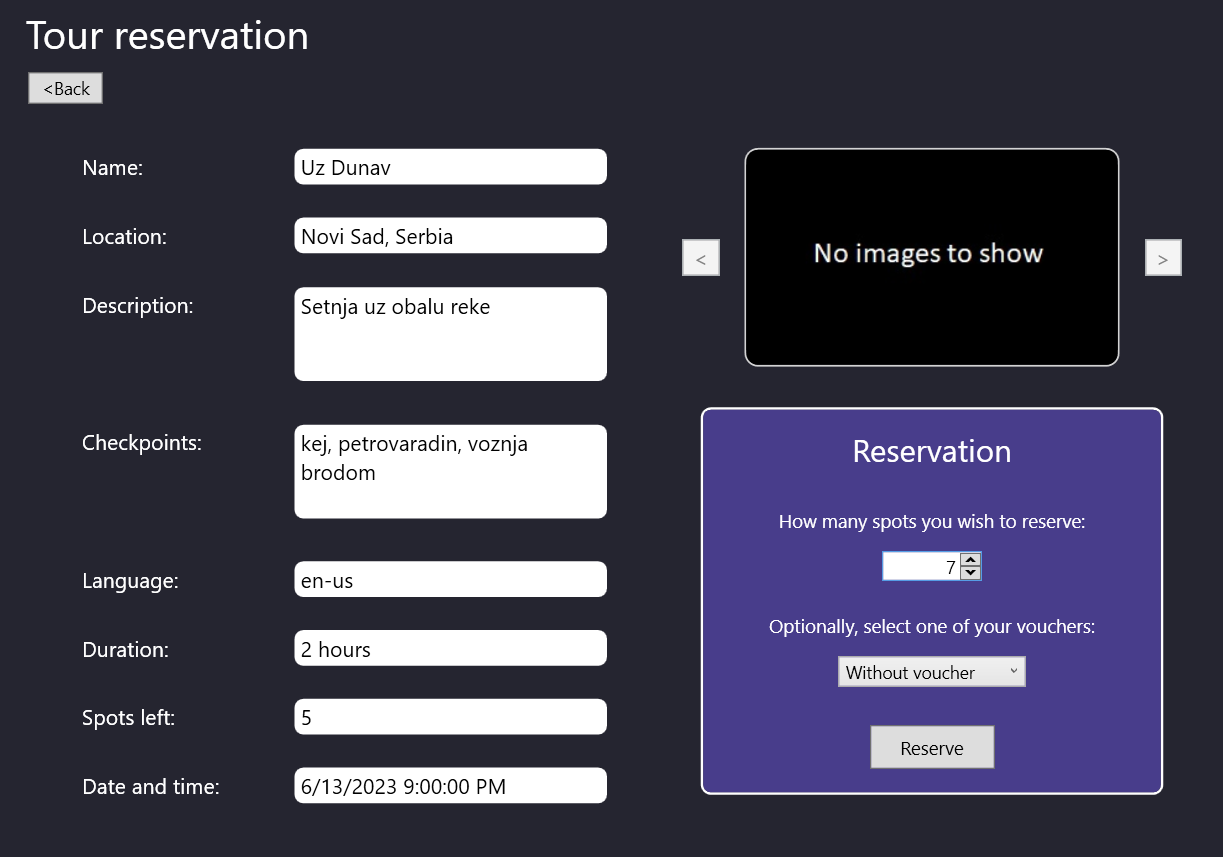 Tour reservation
<Back
Name:
Uz Dunav
Location:
Novi Sad, Serbia
Description:
Setnja uz obalu reke
Checkpoints:
kej, petrovaradin, voznja
brodom
Language:
en-us
Duration:
2 hours
Spots left:
5
Date and time:
6/13/2023 9:00:00 PM
<
No images to show
>
Reservation
How many spots you wish to reserve:
7
Optionally, select one of your vouchers:
Without voucher
Reserve